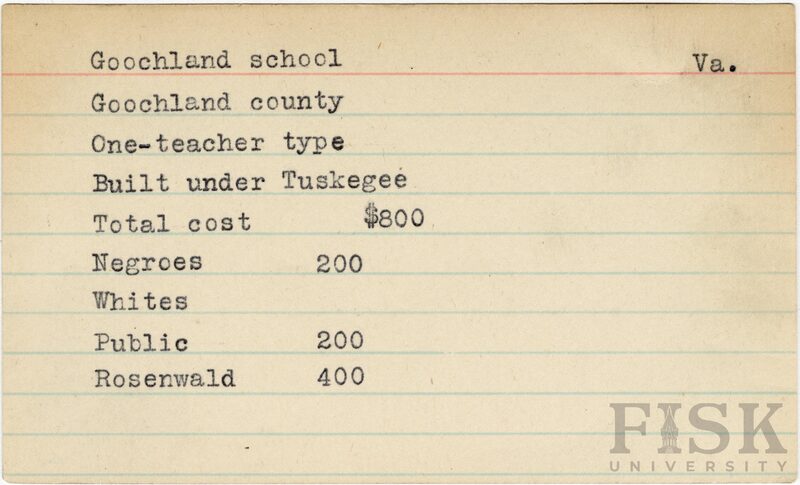 Goochland school Va.
Goochland county
One-teacher type
Built under Tuskegee
Total cost $800
Negroes 200
Whites
Public 200
Rosenwald 400
FISK
UNIVERSITY